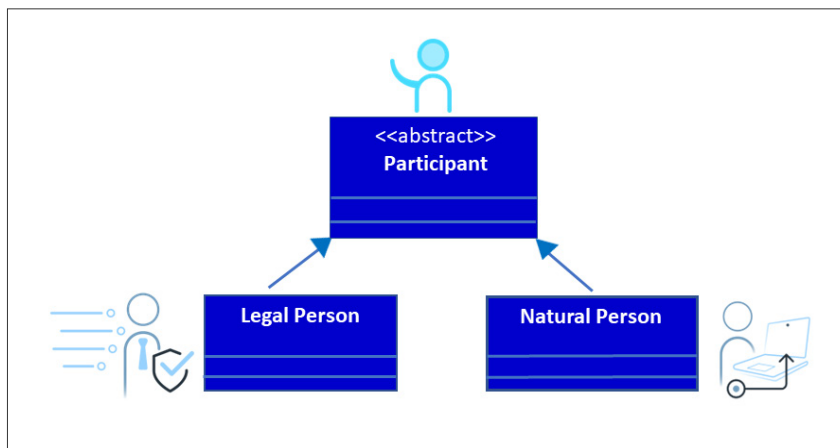 <<abstract>>
Participant
Legal Person
Natural Person